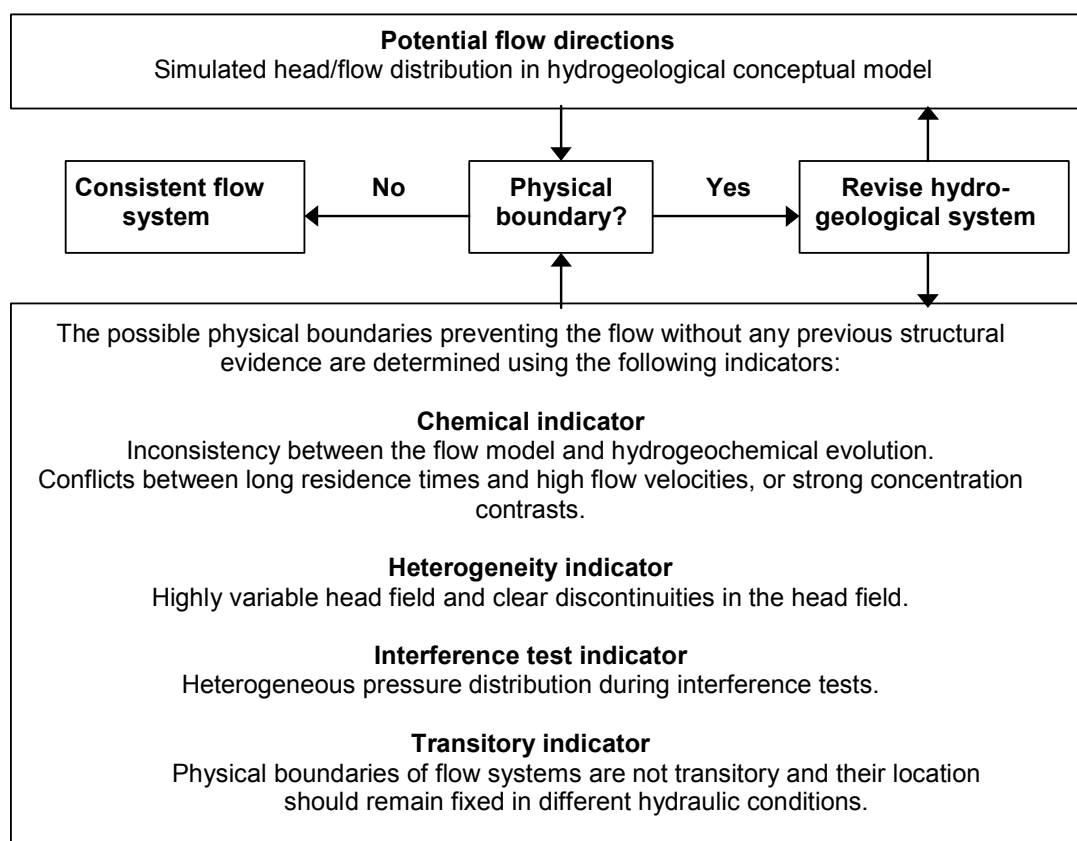 Potential flow directions
Simulated head/flow distribution in hydrogeological conceptual model
Consistent flow
system
No
Physical
boundary?
Yes
Revise hydro-
geological system
The possible physical boundaries preventing the flow without any previous structural
evidence are determined using the following indicators:
Chemical indicator
Inconsistency between the flow model and hydrogeochemical evolution.
Conflicts between long residence times and high flow velocities, or strong concentration
contrasts.
Heterogeneity indicator
Highly variable head field and clear discontinuities in the head field.
Interference test indicator
Heterogeneous pressure distribution during interference tests.
Transitory indicator
Physical boundaries of flow systems are not transitory and their location
should remain fixed in different hydraulic conditions.